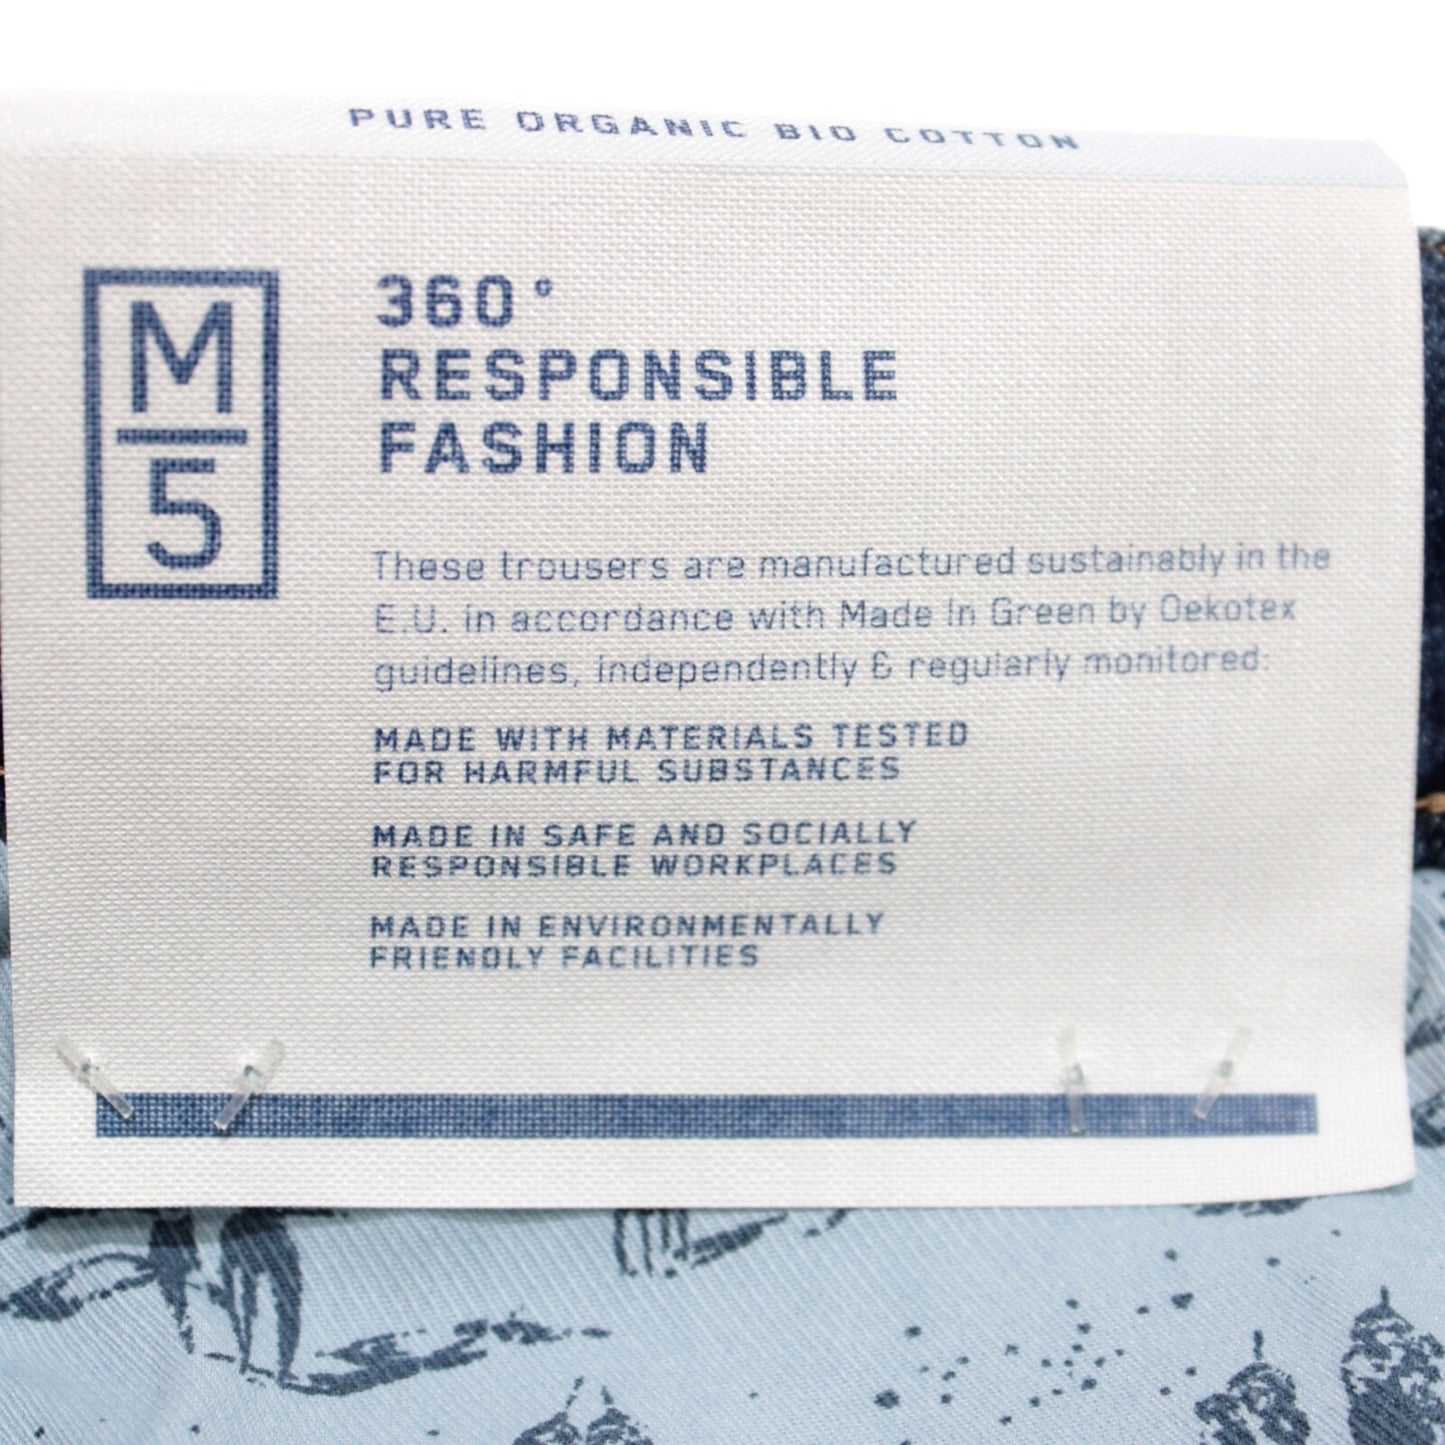 PURE ORGANIC BIO COTTON
M
5
360°
RESPONSIBLE
FASHION
These trousers are manufactured sustainably in the
E.U. in accordance with Made In Green by Oekotex
guidelines, independently & regularly monitored:
MADE WITH MATERIALS TESTED
FOR HARMFUL SUBSTANCES
MADE IN SAFE AND SOCIALLY
RESPONSIBLE WORKPLACES
MADE IN ENVIRONMENTALLY
FRIENDLY FACILITIES